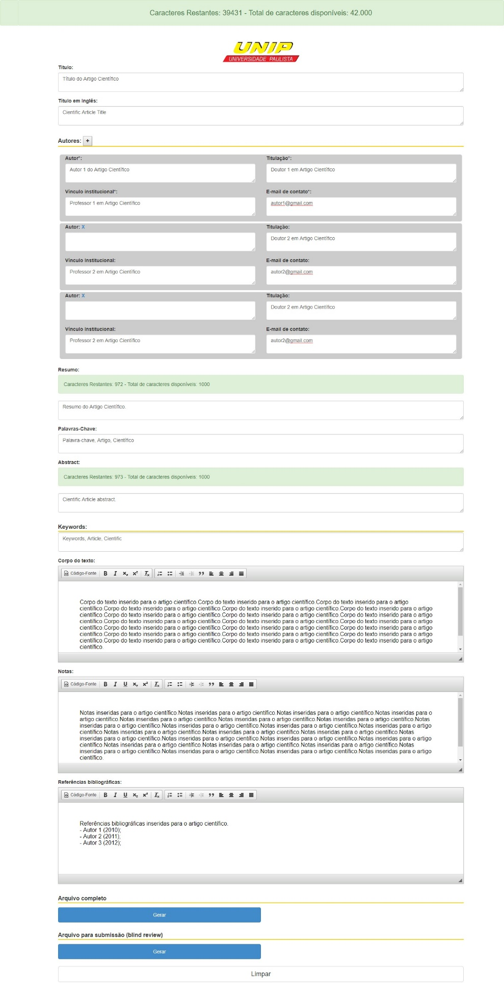 Caracteres Restantes: 39431 - Total de caracteres disponíveis: 42.000
UNIP
UNIVERSIDADE PAULISTA
Título:
Título do Artigo Científico
Título em Inglês:
Cientific Article Title
Autores: +
Autor*: Titulação*:
Autor 1 do Artigo Científico Doutor 1 em Artigo Científico
Vínculo institucional*: E-mail de contato*:
Professor 1 em Artigo Científico autor1@gmail.com
Autor: X Titulação:
Doutor 2 em Artigo Científico
Vínculo Institucional: E-mail de contato:
Professor 2 em Artigo Científico autor2@gmail.com
Autor: X Titulação:
Doutor 2 em Artigo Científico
Vínculo Institucional: E-mail de contato:
Professor 2 em Artigo Científico autor2@gmail.com
Resumo:
Caracteres Restantes: 972 - Total de caracteres disponíveis: 1000
Resumo do Artigo Científico.
Palavras-Chave:
Palavra-chave, Artigo, Científico
Abstract:
Caracteres Restantes: 973 - Total de caracteres disponíveis: 1000
Cientific Article abstract.
Keywords:
Keywords, Article, Cientific
Corpo do texto:
Código-Fonte B I x₂ x² Tx
Corpo do texto inserido para o artigo científico.Corpo do texto inserido para o artigo científico.Corpo do texto inserido para o artigo
científico.Corpo do texto inserido para o artigo científico.Corpo do texto inserido para o artigo científico.Corpo do texto inserido para o artigo
científico.Corpo do texto inserido para o artigo científico.Corpo do texto inserido para o artigo científico.Corpo do texto inserido para o artigo
científico.Corpo do texto inserido para o artigo científico.Corpo do texto inserido para o artigo científico.Corpo do texto inserido para o artigo
científico.Corpo do texto inserido para o artigo científico.Corpo do texto inserido para o artigo científico.Corpo do texto inserido para o artigo
científico.Corpo do texto inserido para o artigo científico.Corpo do texto inserido para o artigo científico.Corpo do texto inserido para o artigo
científico.Corpo do texto inserido para o artigo científico.Corpo do texto inserido para o artigo científico.Corpo do texto inserido para o artigo
científico.
Notas:
Código-Fonte B I U x₂ x² Tx
Notas inseridas para o artigo científico.Notas inseridas para o artigo científico.Notas inseridas para o artigo científico.Notas inseridas para o
artigo científico.Notas inseridas para o artigo científico.Notas inseridas para o artigo científico.Notas inseridas para o artigo científico.Notas
inseridas para o artigo científico.Notas inseridas para o artigo científico.Notas inseridas para o artigo científico.Notas inseridas para o artigo
científico.Notas inseridas para o artigo científico.Notas inseridas para o artigo científico.Notas inseridas para o artigo científico.Notas
inseridas para o artigo científico.Notas inseridas para o artigo científico.Notas inseridas para o artigo científico.Notas inseridas para o artigo
científico.Notas inseridas para o artigo científico.Notas inseridas para o artigo científico.Notas inseridas para o artigo científico.Notas
inseridas para o artigo científico.Notas inseridas para o artigo científico.Notas inseridas para o artigo científico.Notas inseridas para o artigo
científico.
Referências bibliográficas:
Código-Fonte B I U x₂ x² Tx
Referências bibliográficas inseridas para o artigo científico.
- Autor 1 (2010);
- Autor 2 (2011);
- Autor 3 (2012);
Arquivo completo
Gerar
Arquivo para submissão (blind review)
Gerar
Limpar